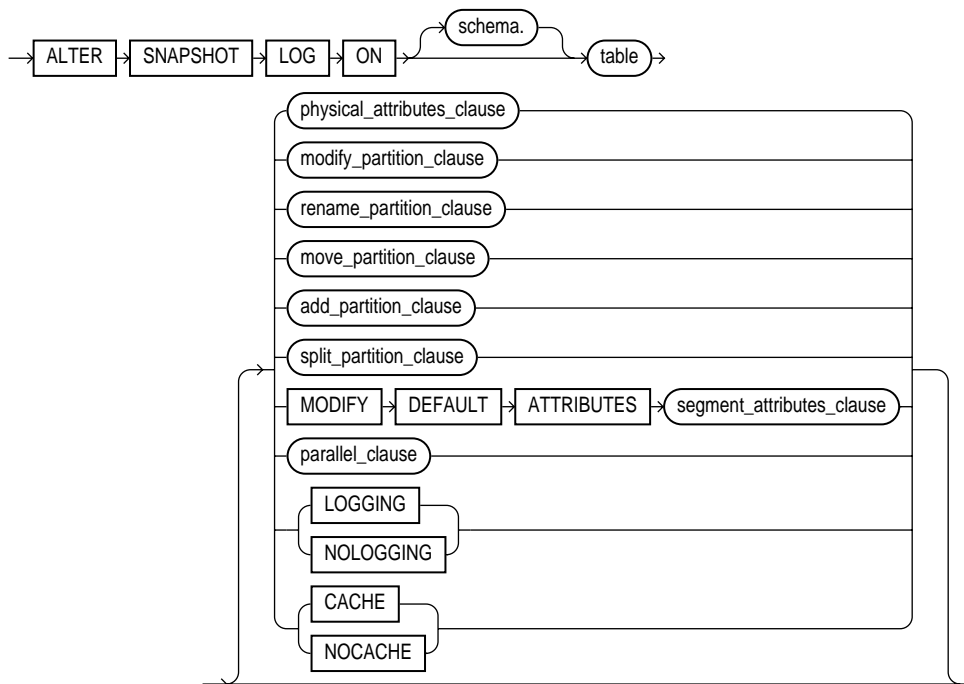 schema.
ALTER SNAPSHOT LOG ON table
physical_attributes_clause
modify_partition_clause
rename_partition_clause
move_partition_clause
add_partition_clause
split_partition_clause
MODIFY DEFAULT ATTRIBUTES segment_attributes_clause
parallel_clause
LOGGING
NOLOGGING
CACHE
NOCACHE